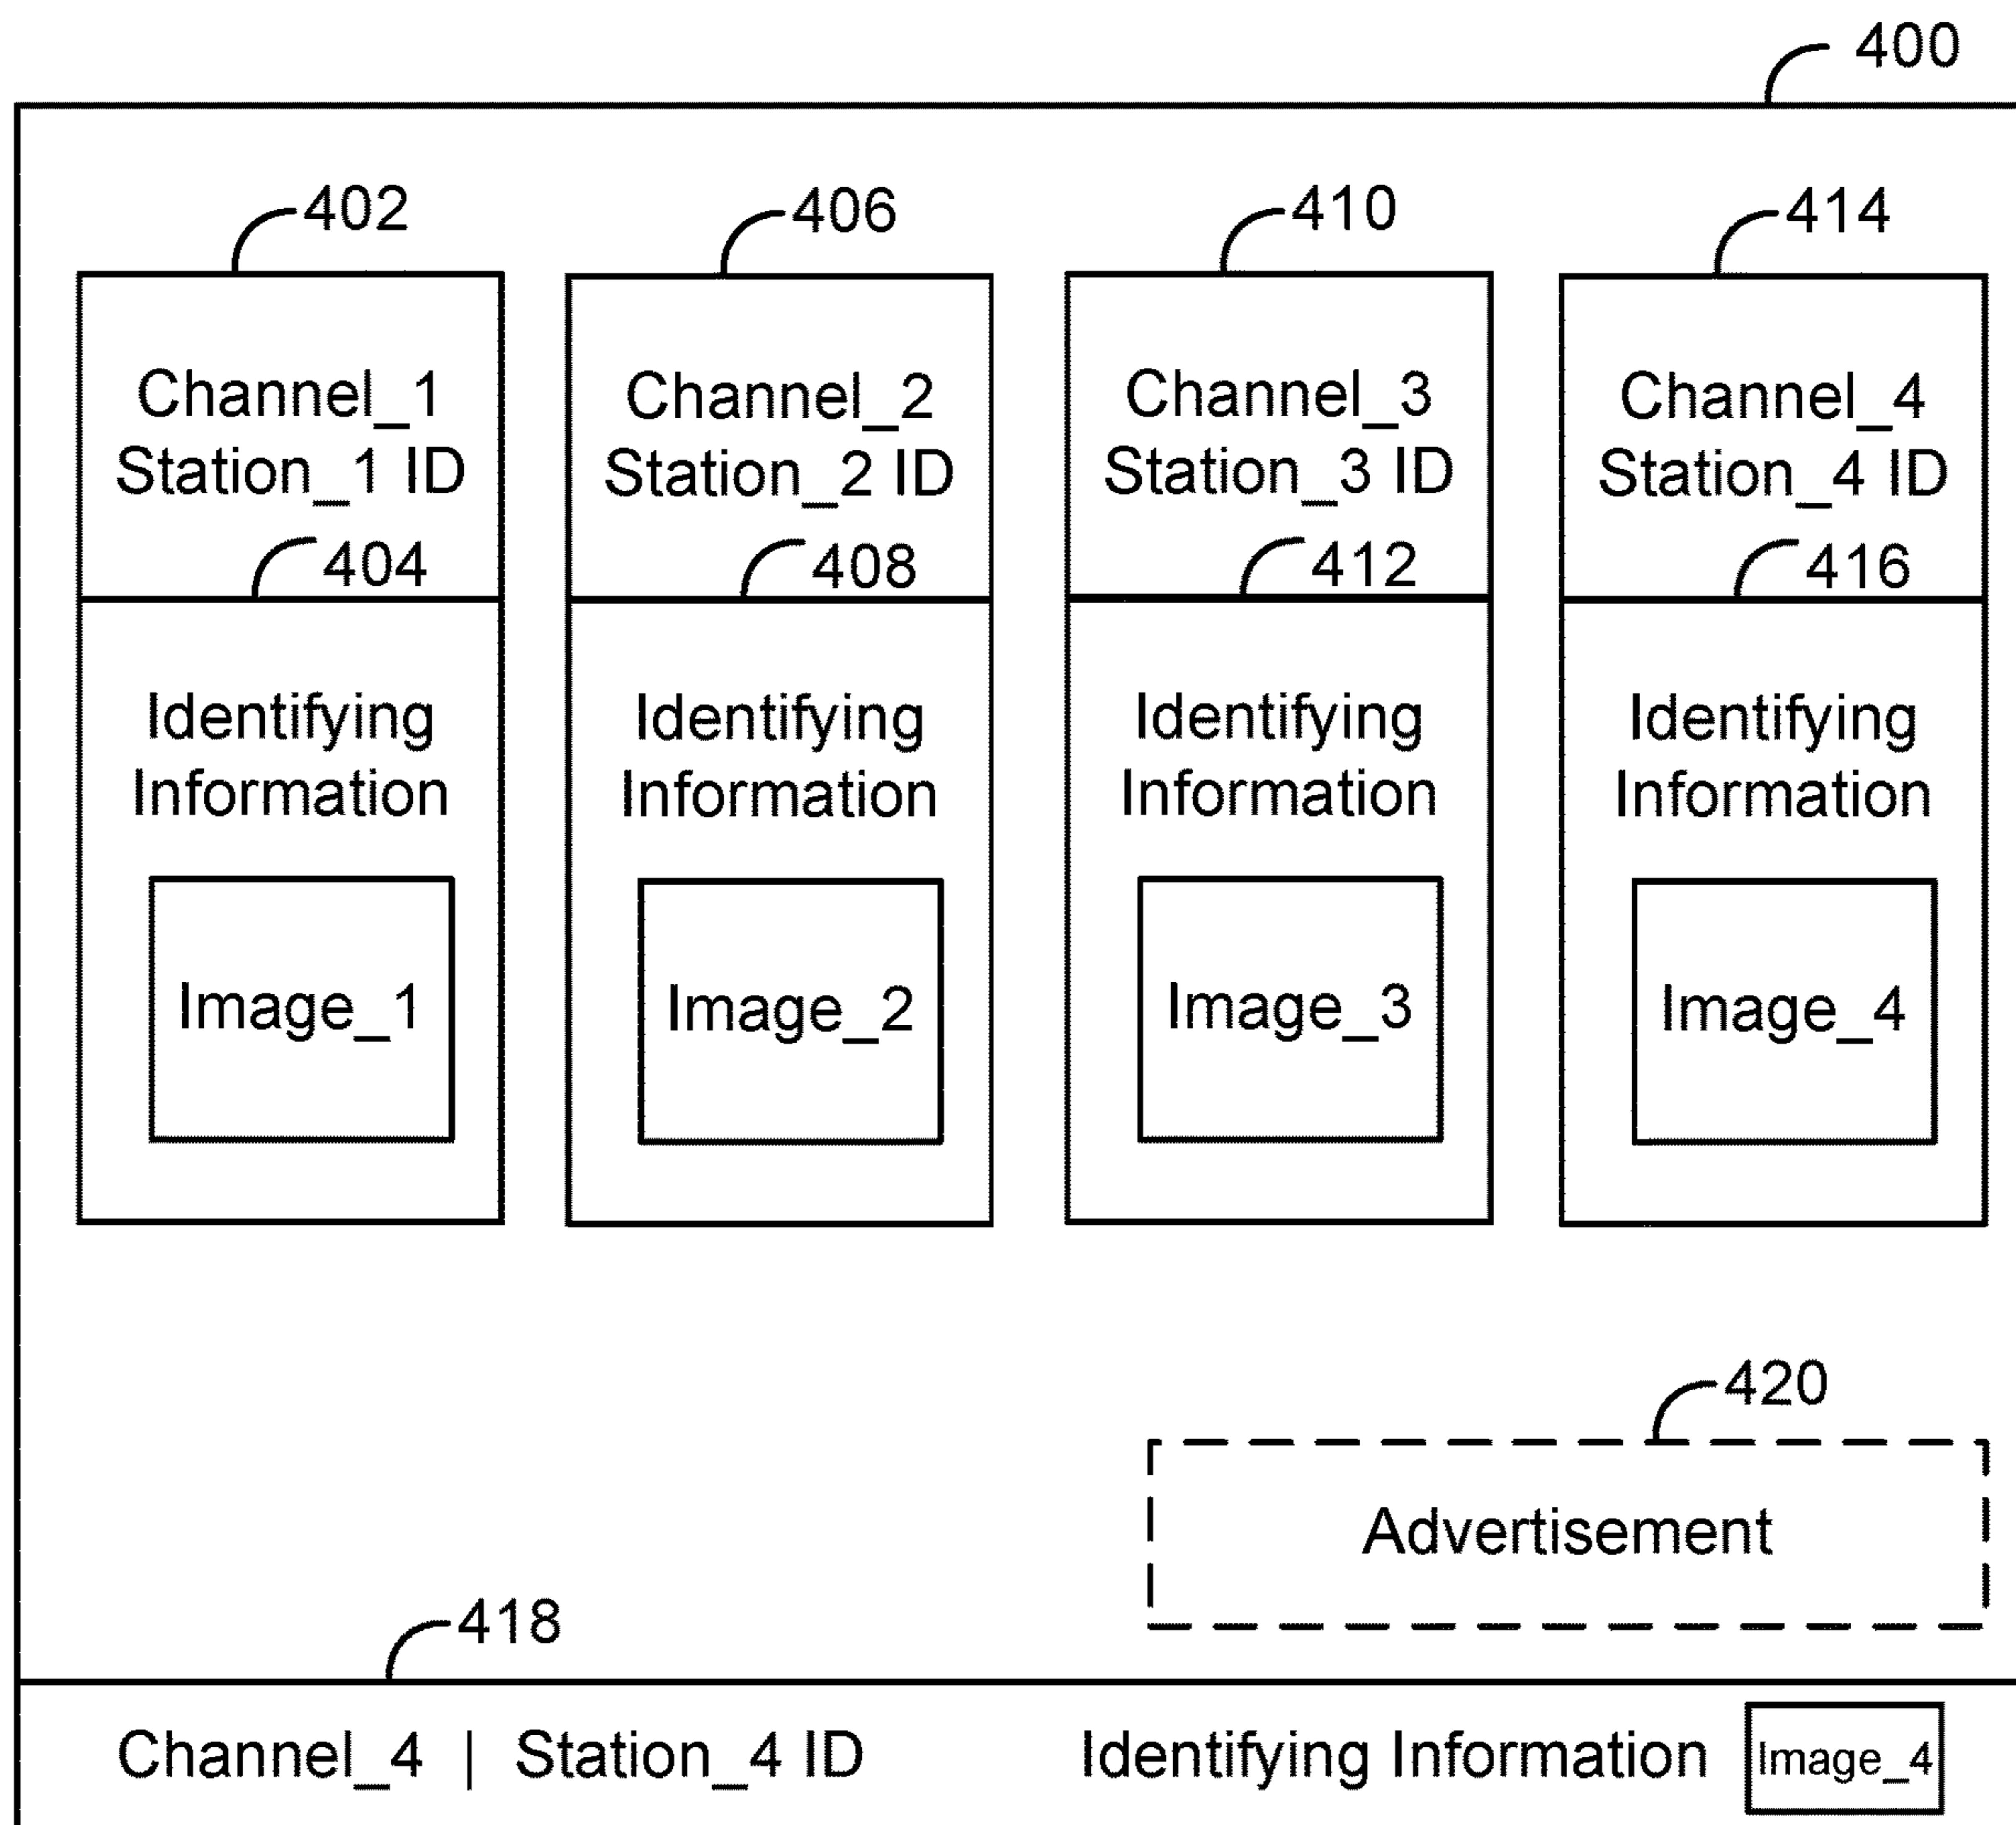 400
402
406
410
414
Channel_1
Station_1 ID
Channel_2
Station_2 ID
Channel_3
Station_3 ID
Channel_4
Station_4 ID
404
408
412
416
Identifying
Information
Image_1
Identifying
Information
Image_2
Identifying
Information
Image_3
Identifying
Information
Image_4
420
Advertisement
418
Channel_4 | Station_4 ID
Identifying Information
Image_4